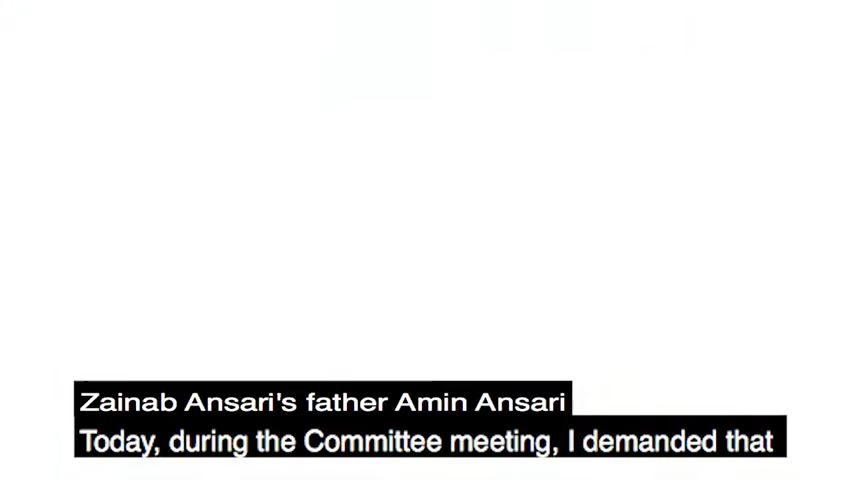 Zainab Ansari's father Amin Ansari
Today, during the Committee meeting, I demanded that